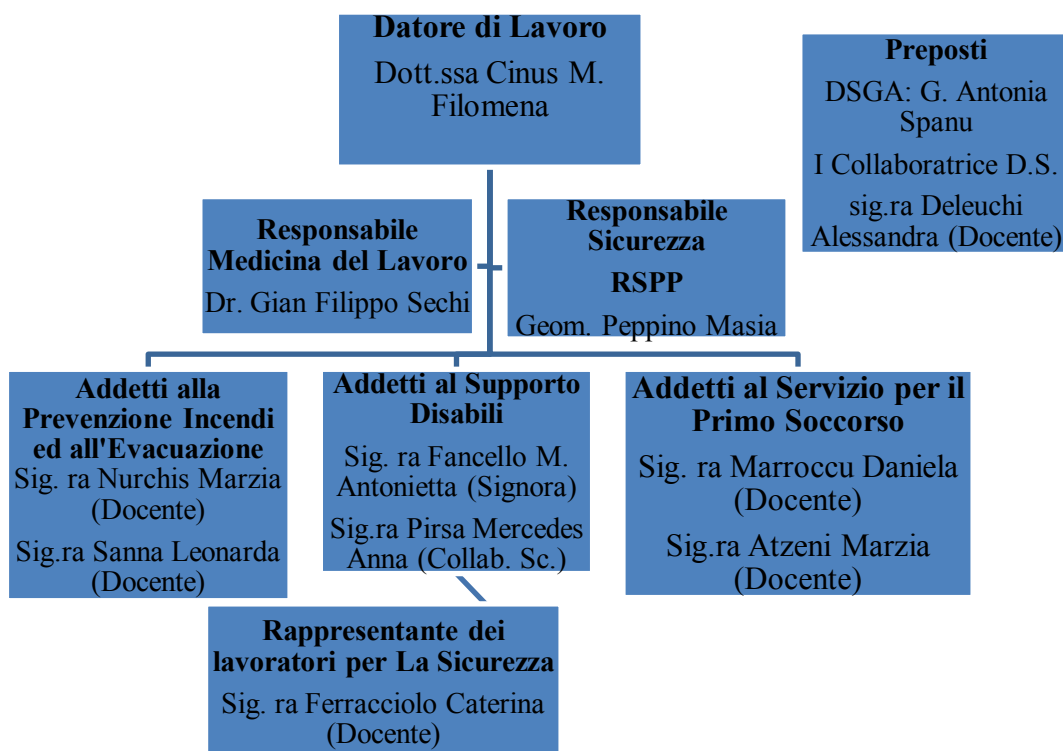 Datore di Lavoro
Dott.ssa Cinus M.
Filomena
Preposti
DSGA: G. Antonia
Spanu
I Collaboratrice D.S.
sig.ra Deleuchi
Alessandra (Docente)
Responsabile
Medicina del Lavoro
Dr. Gian Filippo Sechi
Responsabile
Sicurezza
RSPP
Geom. Peppino Masia
Addetti alla
Prevenzione Incendi
ed all'Evacuazione
Sig. ra Nurchis Marzia
(Docente)
Sig.ra Sanna Leonarda
(Docente)
Addetti al Supporto
Disabili
Sig. ra Fancello M.
Antonietta (Signora)
Sig.ra Pirsa Mercedes
Anna (Collab. Sc.)
Addetti al Servizio per il
Primo Soccorso
Sig. ra Marroccu Daniela
(Docente)
Sig.ra Atzeni Marzia
(Docente)
Rappresentante dei
lavoratori per La Sicurezza
Sig. ra Ferracciolo Caterina
(Docente)